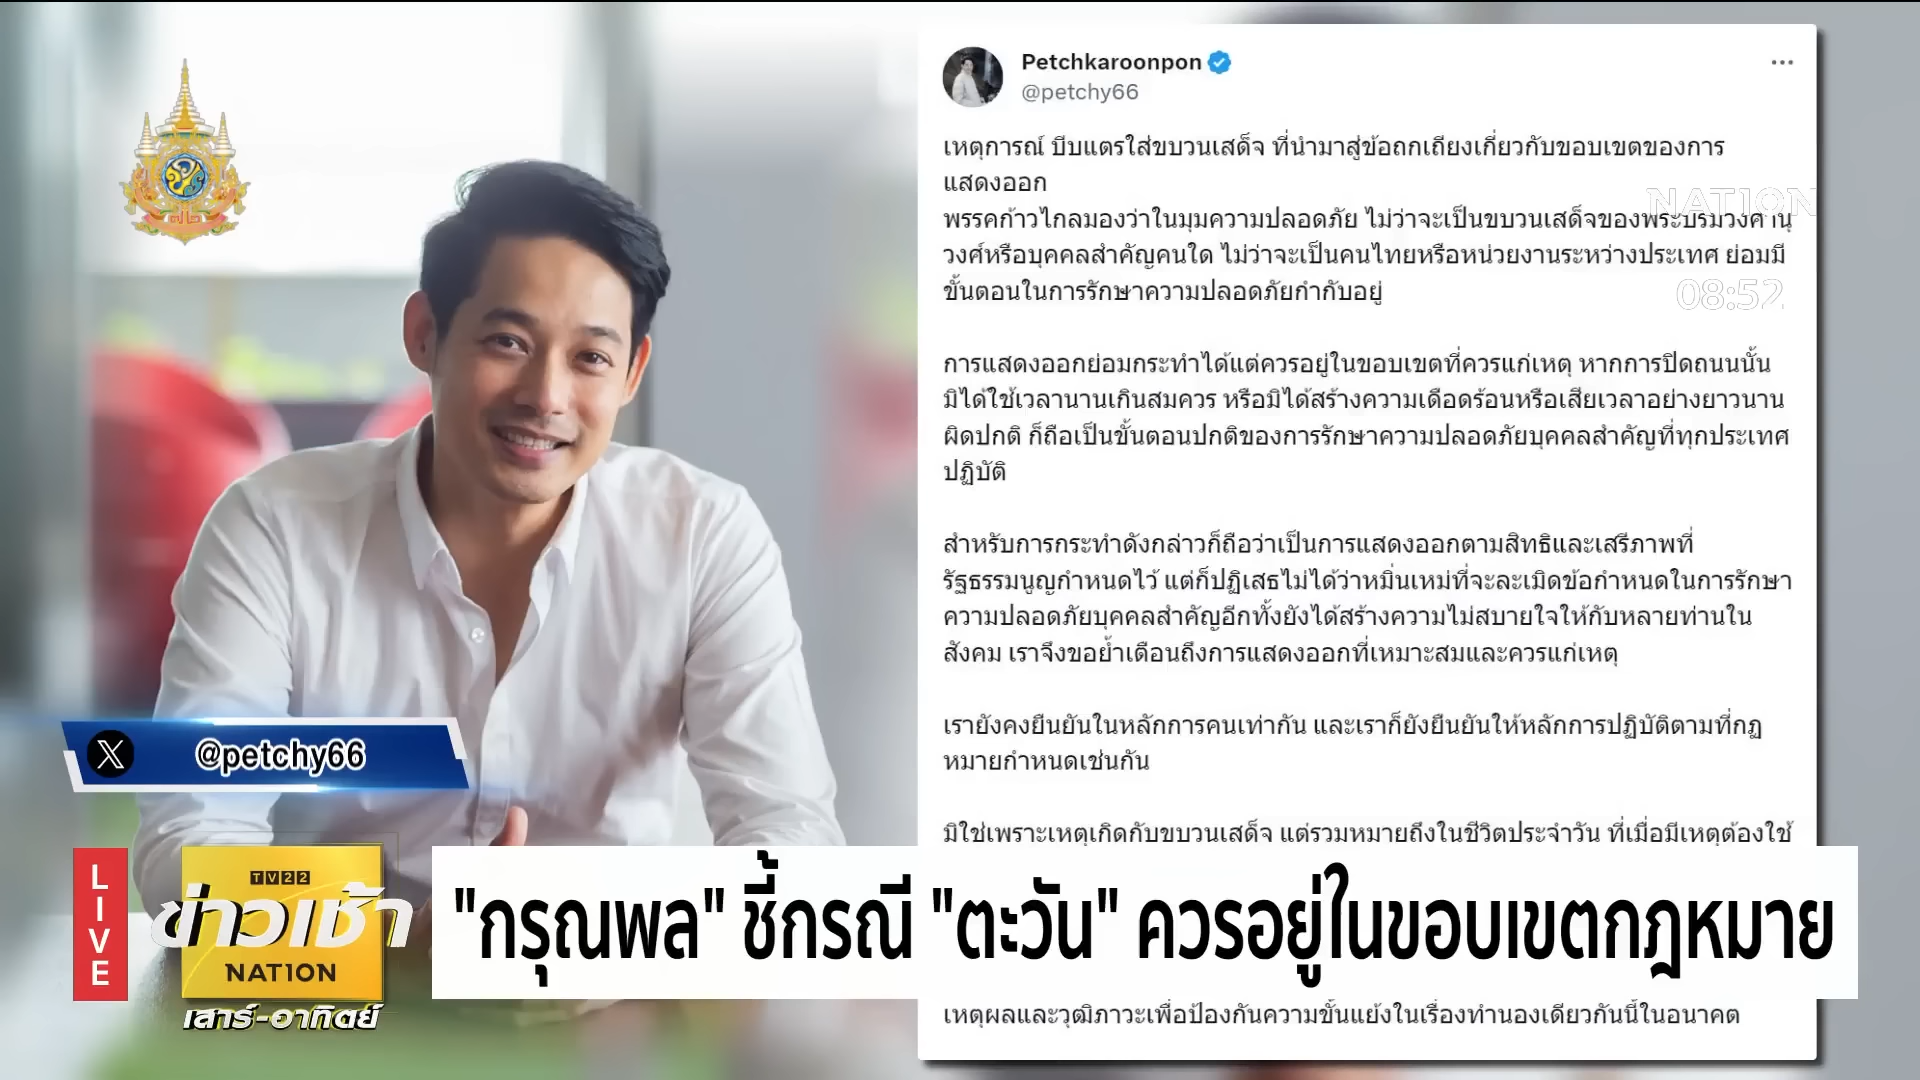 Petchkaroonpon
@petchy66
เหตุการณ์ บีบแตรใส่ขบวนเสด็จ ที่นำมาสู่ข้อถกเถียงเกี่ยวกับขอบเขตของการ
แสดงออก
พรรคก้าวไกลมองว่าในมุมความปลอดภัย ไม่ว่าจะเป็นขบวนเสด็จของพระบรมวงศานุ
วงศ์หรือบุคคลสำคัญคนใด ไม่ว่าจะเป็นคนไทยหรือหน่วยงานระหว่างประเทศ ย่อมมี
ขั้นตอนในการรักษาความปลอดภัยกำกับอยู่
การแสดงออกย่อมกระทำได้แต่ควรอยู่ในขอบเขตที่ควรแก่เหตุ หากการปิดถนนนั้น
มิได้ใช้เวลานานเกินสมควร หรือมิได้สร้างความเดือดร้อนหรือเสียเวลาอย่างยาวนาน
ผิดปกติ ก็ถือเป็นขั้นตอนปกติของการรักษาความปลอดภัยบุคคลสำคัญที่ทุกประเทศ
ปฏิบัติ
สำหรับการกระทำดังกล่าวก็ถือว่าเป็นการแสดงออกตามสิทธิและเสรีภาพที่
รัฐธรรมนูญกำหนดไว้ แต่ก็ปฏิเสธไม่ได้ว่าหมิ่นเหม่ที่จะละเมิดข้อกำหนดในการรักษา
ความปลอดภัยบุคคลสำคัญอีกทั้งยังได้สร้างความไม่สบายใจให้กับหลายท่านใน
สังคม เราจึงขอย้ำเตือนถึงการแสดงออกที่เหมาะสมและควรแก่เหตุ
เรายังคงยืนยันในหลักการคนเท่ากัน และเราก็ยังยืนยันให้หลักการปฏิบัติตามที่กฎ
หมายกำหนดเช่นกัน
มิใช่เพราะเหตุเกิดกับขบวนเสด็จ แต่รวมหมายถึงในชีวิตประจำวัน ที่เมื่อมีเหตุต้องใช้
เหตุผลและวุฒิภาวะเพื่อป้องกันความขัดแย้งในเรื่องทำนองเดียวกันนี้ในอนาคต
NATION
08:52
๗๒
X @petchy66
LIVE
TV22
ข่าวเช้า
NATION
เสาร์-อาทิตย์
"กรุณพล" ชี้กรณี "ตะวัน" ควรอยู่ในขอบเขตกฎหมาย